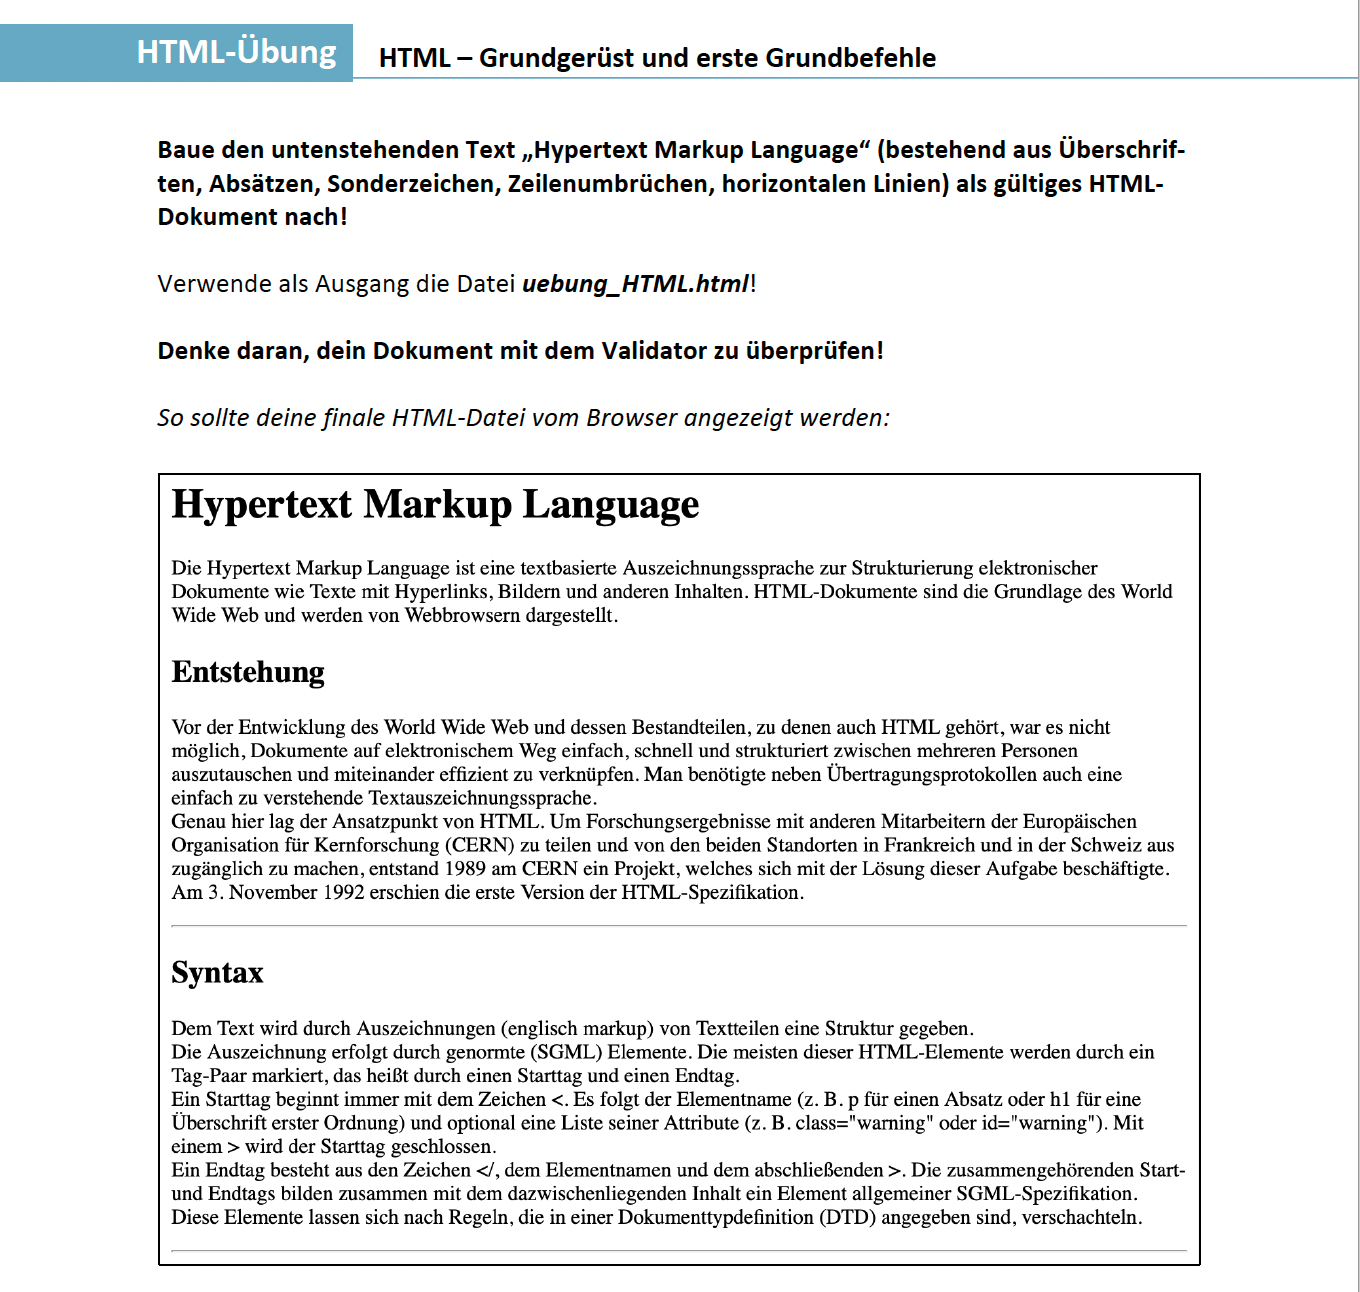 HTML-Übung
HTML – Grundgerüst und erste Grundbefehle
Baue den untenstehenden Text „Hypertext Markup Language“ (bestehend aus Überschrif-
ten, Absätzen, Sonderzeichen, Zeilenumbrüchen, horizontalen Linien) als gültiges HTML-
Dokument nach!
Verwende als Ausgang die Datei uebung_HTML.html!
Denke daran, dein Dokument mit dem Validator zu überprüfen!
So sollte deine finale HTML-Datei vom Browser angezeigt werden:
Hypertext Markup Language
Die Hypertext Markup Language ist eine textbasierte Auszeichnungssprache zur Strukturierung elektronischer
Dokumente wie Texte mit Hyperlinks, Bildern und anderen Inhalten. HTML-Dokumente sind die Grundlage des World
Wide Web und werden von Webbrowsern dargestellt.
Entstehung
Vor der Entwicklung des World Wide Web und dessen Bestandteilen, zu denen auch HTML gehört, war es nicht
möglich, Dokumente auf elektronischem Weg einfach, schnell und strukturiert zwischen mehreren Personen
auszutauschen und miteinander effizient zu verknüpfen. Man benötigte neben Übertragungsprotokollen auch eine
einfach zu verstehende Textauszeichnungssprache.
Genau hier lag der Ansatzpunkt von HTML. Um Forschungsergebnisse mit anderen Mitarbeitern der Europäischen
Organisation für Kernforschung (CERN) zu teilen und von den beiden Standorten in Frankreich und in der Schweiz aus
zugänglich zu machen, entstand 1989 am CERN ein Projekt, welches sich mit der Lösung dieser Aufgabe beschäftigte.
Am 3. November 1992 erschien die erste Version der HTML-Spezifikation.
Syntax
Dem Text wird durch Auszeichnungen (englisch markup) von Textteilen eine Struktur gegeben.
Die Auszeichnung erfolgt durch genormte (SGML) Elemente. Die meisten dieser HTML-Elemente werden durch ein
Tag-Paar markiert, das heißt durch einen Starttag und einen Endtag.
Ein Starttag beginnt immer mit dem Zeichen <. Es folgt der Elementname (z. B. p für einen Absatz oder h1 für eine
Überschrift erster Ordnung) und optional eine Liste seiner Attribute (z. B. class="warning" oder id="warning"). Mit
einem > wird der Starttag geschlossen.
Ein Endtag besteht aus den Zeichen </, dem Elementnamen und dem abschließenden >. Die zusammengehörenden Start-
und Endtags bilden zusammen mit dem dazwischenliegenden Inhalt ein Element allgemeiner SGML-Spezifikation.
Diese Elemente lassen sich nach Regeln, die in einer Dokumenttypdefinition (DTD) angegeben sind, verschachteln.